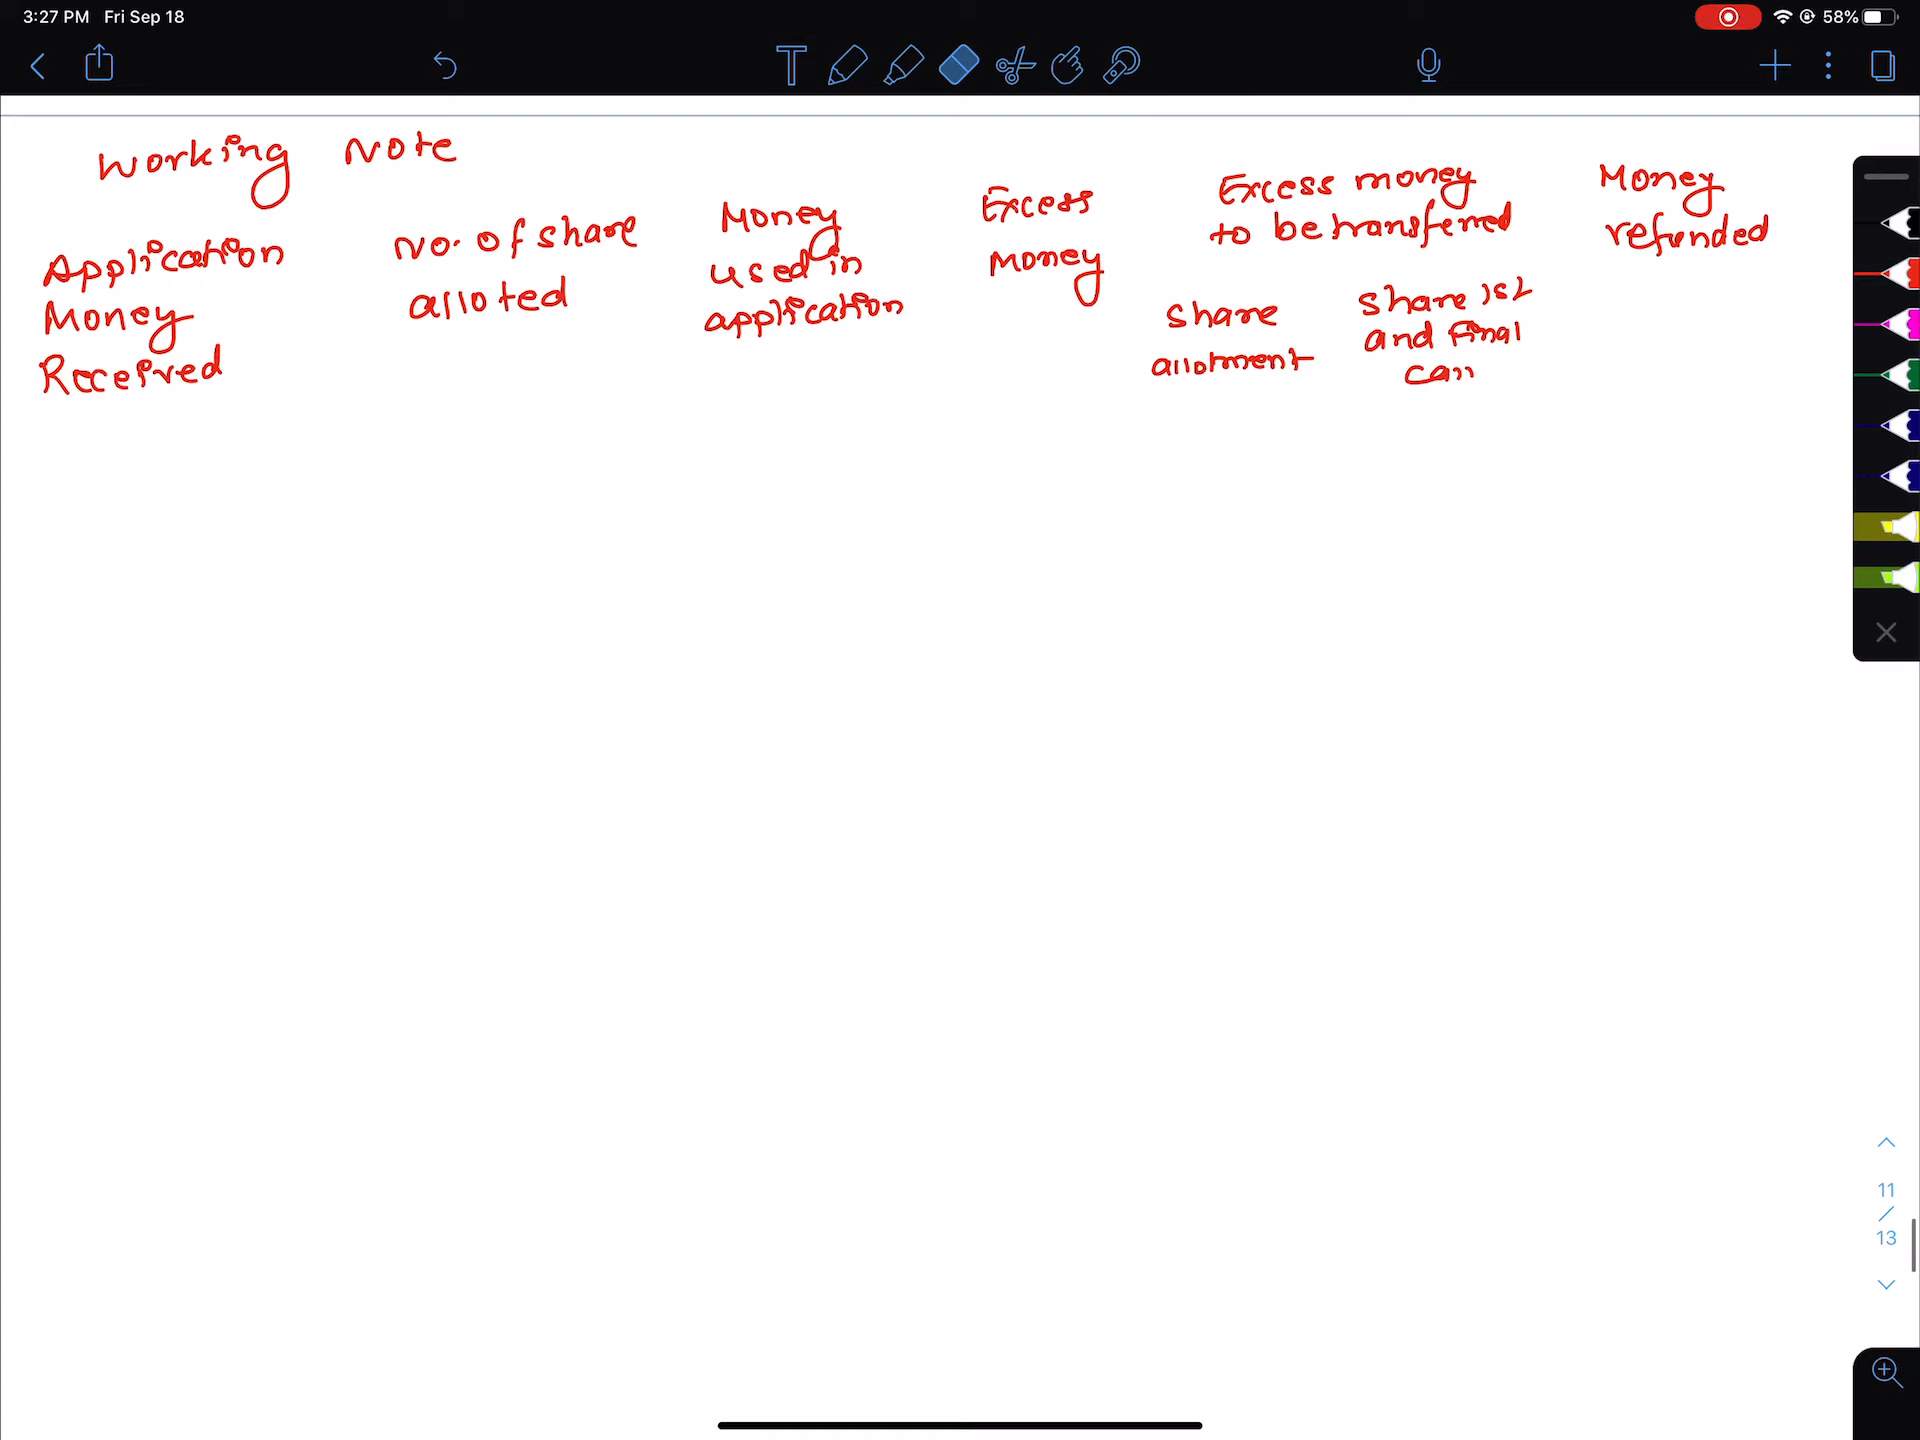 3:27 PM Fri Sep 18
58%
Working Note
Application
Money
Received
No. of share
alloted
Money
used in
application
Excess
Money
Excess money
to be transferred
Share
allotment
Share 1st
and final
call
Money
refunded
11
/
13